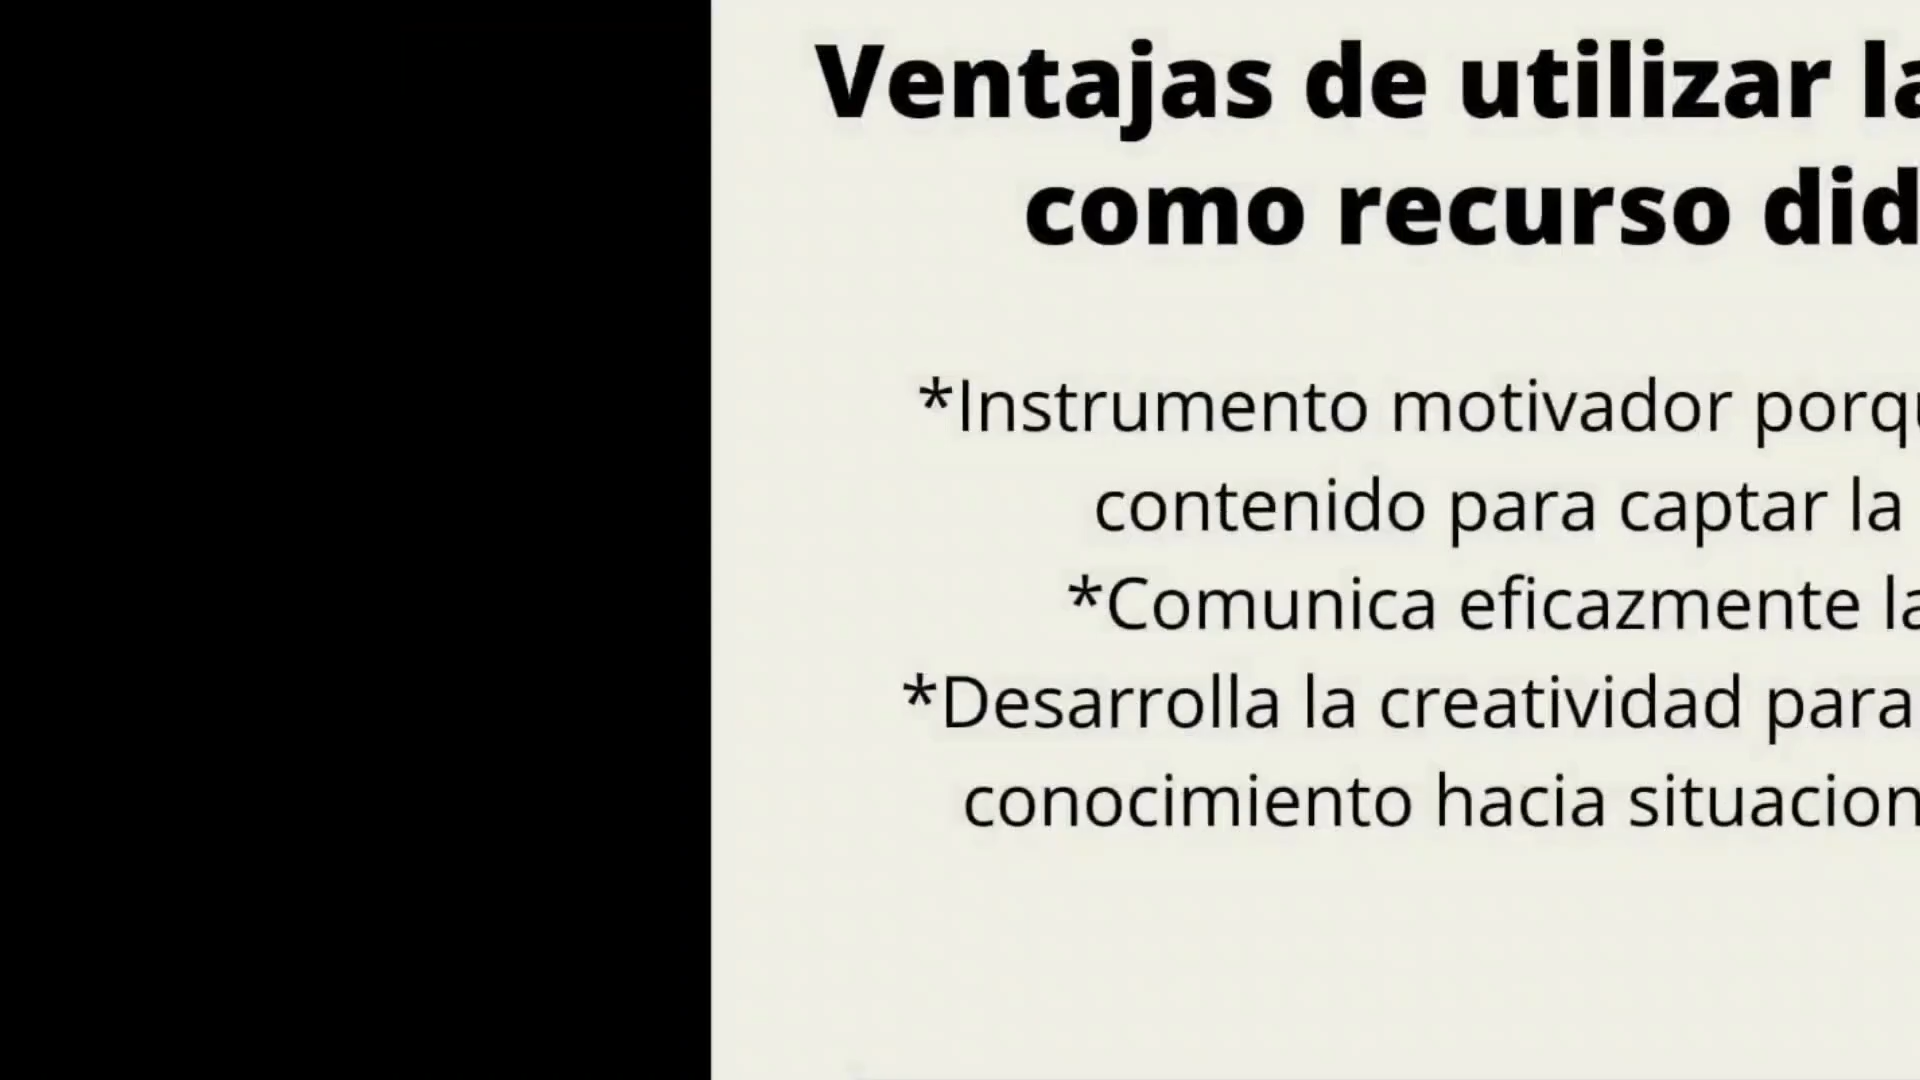 Ventajas de utilizar la
como recurso did
*Instrumento motivador porqu
contenido para captar la
*Comunica eficazmente la
*Desarrolla la creatividad para
conocimiento hacia situacion